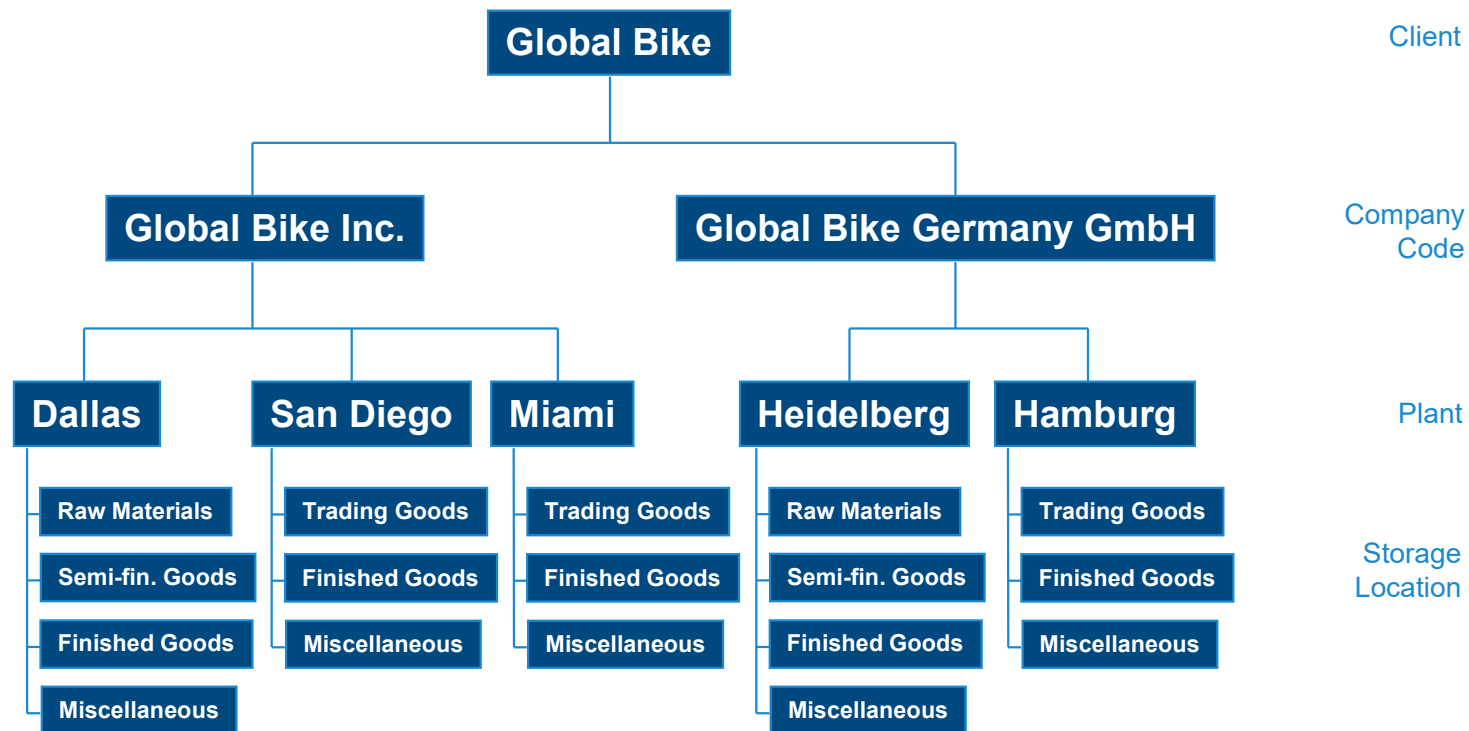 Global Bike
Client
Global Bike Inc.
Global Bike Germany GmbH
Company
Code
Dallas
San Diego
Miami
Heidelberg
Hamburg
Plant
Raw Materials
Trading Goods
Trading Goods
Raw Materials
Trading Goods
Semi-fin. Goods
Finished Goods
Finished Goods
Semi-fin. Goods
Finished Goods
Storage
Location
Finished Goods
Miscellaneous
Miscellaneous
Finished Goods
Miscellaneous
Miscellaneous
Miscellaneous